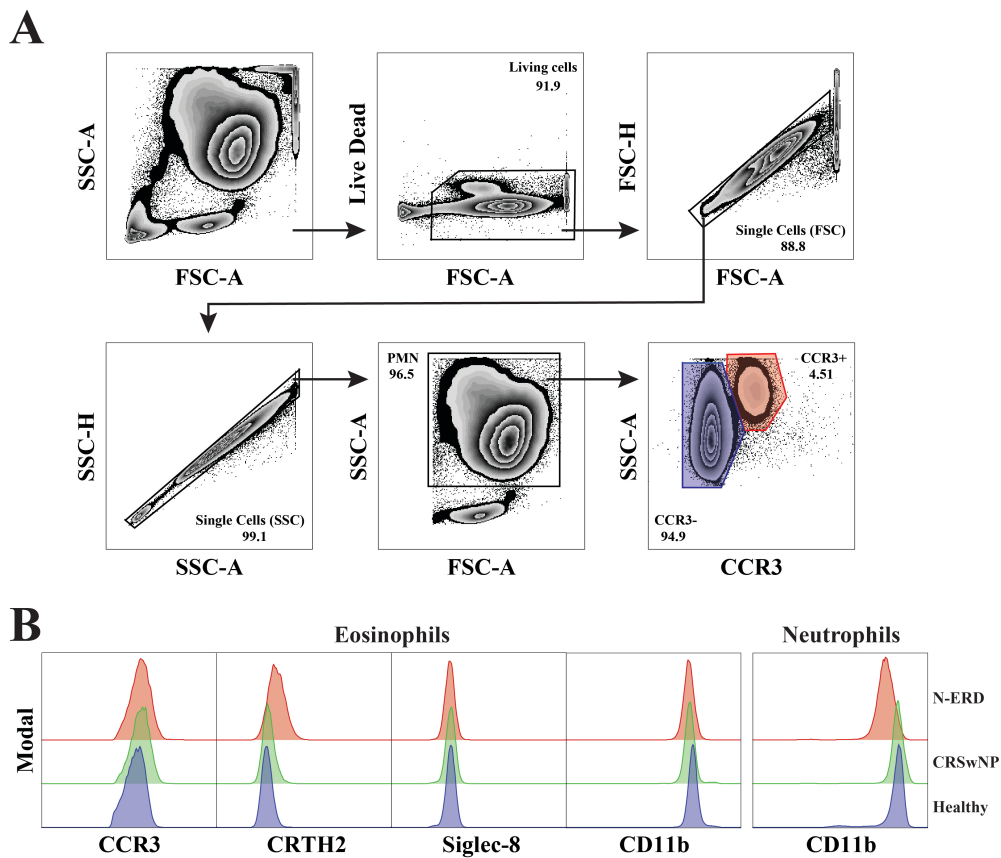 A
SSC-A
FSC-A
Live Dead
Living cells
91.9
FSC-A
FSC-H
Single Cells (FSC)
88.8
FSC-A
SSC-H
Single Cells (SSC)
99.1
SSC-A
SSC-A
PMN
96.5
FSC-A
SSC-A
CCR3+
4.51
CCR3-
94.9
CCR3
B
Eosinophils
Neutrophils
Modal
N-ERD
CRSwNP
Healthy
CCR3
CRTH2
Siglec-8
CD11b
CD11b